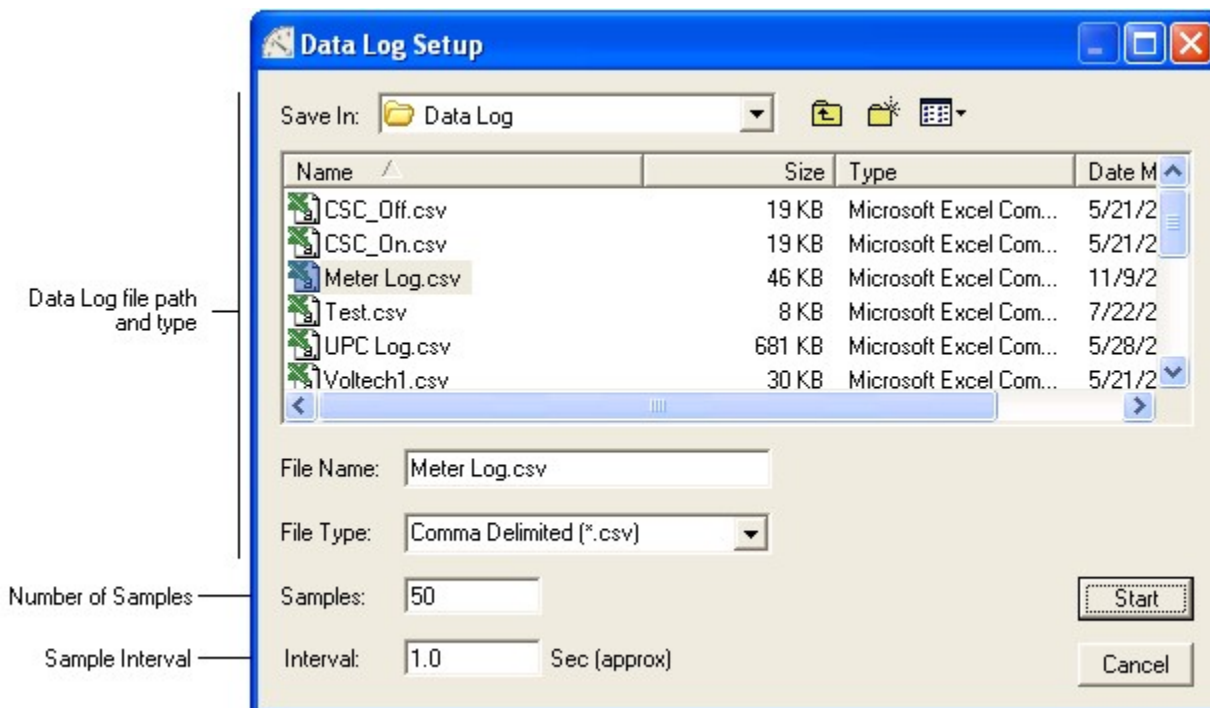 Data Log Setup
Save In: Data Log
Name Size Type Date M
CSC_Off.csv 19 KB Microsoft Excel Com... 5/21/2
CSC_On.csv 19 KB Microsoft Excel Com... 5/21/2
Meter Log.csv 46 KB Microsoft Excel Com... 11/9/2
Test.csv 8 KB Microsoft Excel Com... 7/22/2
UPC Log.csv 681 KB Microsoft Excel Com... 5/28/2
Voltech1.csv 30 KB Microsoft Excel Com... 5/21/2
Data Log file path
and type
File Name: Meter Log.csv
File Type: Comma Delimited (*.csv)
Number of Samples
Samples: 50
Start
Sample Interval
Interval: 1.0 Sec (approx)
Cancel